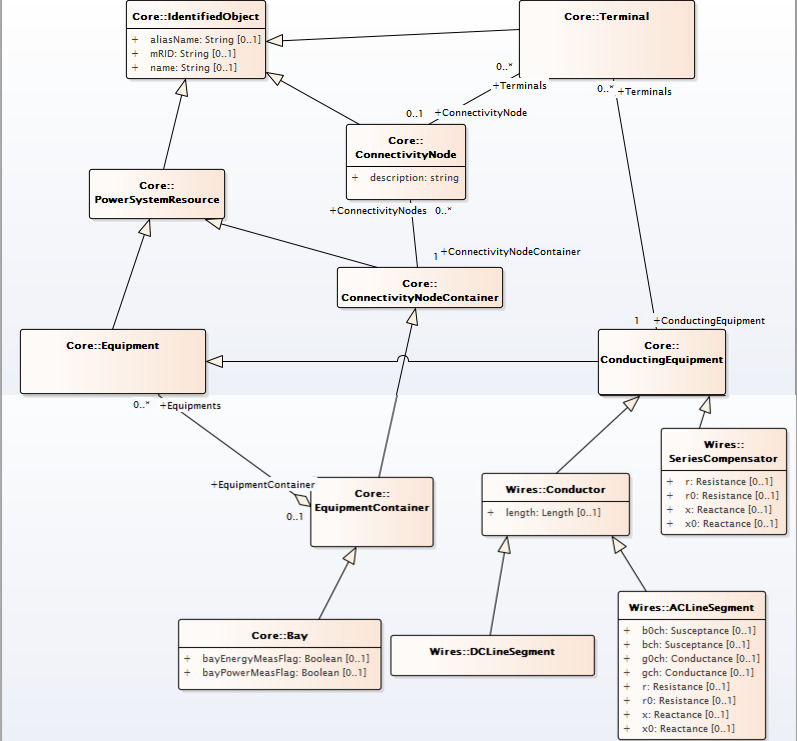 Core::IdentifiedObject
+ aliasName: String [0..1]
+ mRID: String [0..1]
+ name: String [0..1]
Core::Terminal
0..*
+Terminals
0..*
+Terminals
0..1
+ConnectivityNode
Core::
ConnectivityNode
+ description: string
+ConnectivityNodes
0..*
Core::
PowerSystemResource
1
+ConnectivityNodeContainer
Core::
ConnectivityNodeContainer
1
+ConductingEquipment
Core::Equipment
Core::
ConductingEquipment
0..*
+Equipments
Wires::
SeriesCompensator
+ r: Resistance [0..1]
+ r0: Resistance [0..1]
+ x: Reactance [0..1]
+ x0: Reactance [0..1]
+EquipmentContainer
0..1
Core::
EquipmentContainer
Wires::Conductor
+ length: Length [0..1]
Core::Bay
+ bayEnergyMeasFlag: Boolean [0..1]
+ bayPowerMeasFlag: Boolean [0..1]
Wires::DCLineSegment
Wires::ACLineSegment
+ b0ch: Susceptance [0..1]
+ bch: Susceptance [0..1]
+ g0ch: Conductance [0..1]
+ gch: Conductance [0..1]
+ r: Resistance [0..1]
+ r0: Resistance [0..1]
+ x: Reactance [0..1]
+ x0: Reactance [0..1]